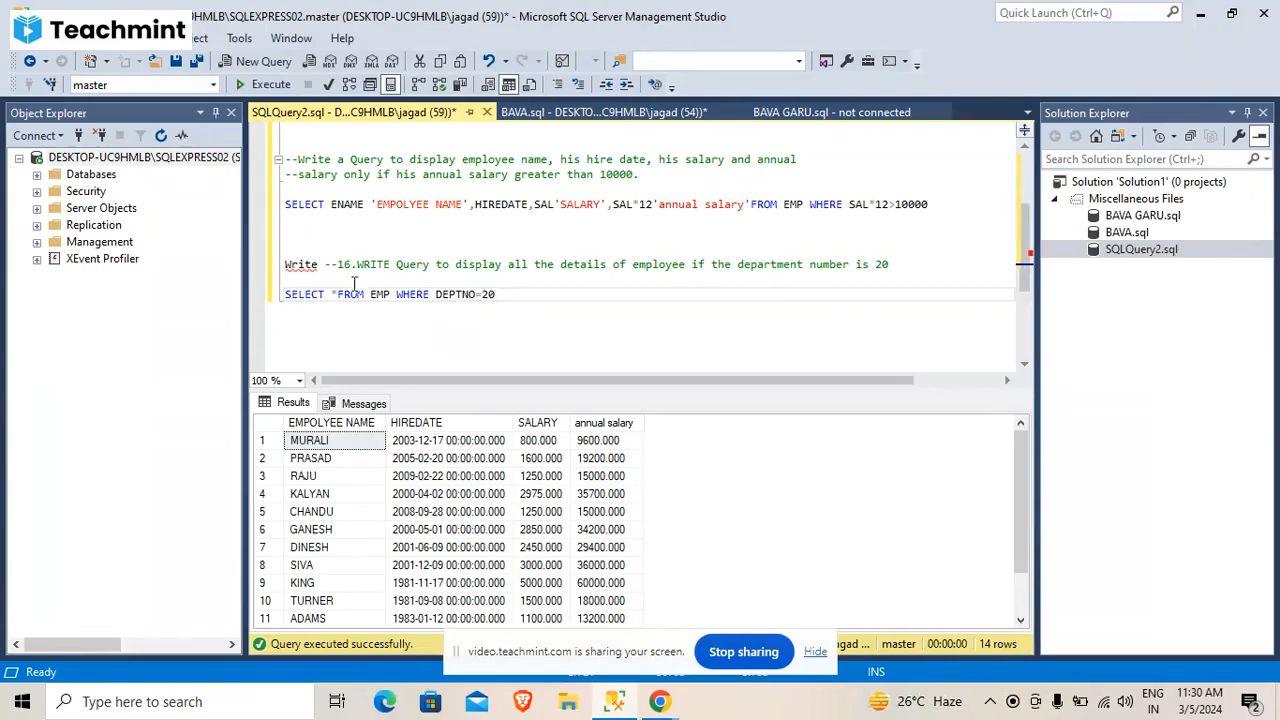 .C9HMLB\SQLEXPRESS02.master (DESKTOP-UC9HMLB\jagad (59))* - Microsoft SQL Server Management Studio
Quick Launch (Ctrl+Q)
Teachmint
Tools Window Help
New Query
master
Execute
Object Explorer
SQLQuery2.sql - D...C9HMLB\jagad (59))*
BAVA.sql - DESKTO...C9HMLB\jagad (54))*
BAVA GARU.sql - not connected
Solution Explorer
Connect
DESKTOP-UC9HMLB\SQLEXPRESS02 (S
Databases
Security
Server Objects
Replication
Management
XEvent Profiler
--Write a Query to display employee name, his hire date, his salary and annual
--salary only if his annual salary greater than 10000.
SELECT ENAME 'EMPOLYEE NAME',HIREDATE,SAL'SALARY',SAL*12'annual salary'FROM EMP WHERE SAL*12>10000
Write --16.WRITE Query to display all the details of employee if the department number is 20
SELECT *FROM EMP WHERE DEPTNO=20
Search Solution Explorer (Ctrl+;)
Solution 'Solution1' (0 projects)
Miscellaneous Files
BAVA GARU.sql
BAVA.sql
SQLQuery2.sql
100 %
Results Messages
EMPOLYEE NAME HIREDATE SALARY annual salary
1 MURALI 2003-12-17 00:00:00.000 800.000 9600.000
2 PRASAD 2005-02-20 00:00:00.000 1600.000 19200.000
3 RAJU 2009-02-22 00:00:00.000 1250.000 15000.000
4 KALYAN 2000-04-02 00:00:00.000 2975.000 35700.000
5 CHANDU 2008-09-28 00:00:00.000 1250.000 15000.000
6 GANESH 2000-05-01 00:00:00.000 2850.000 34200.000
7 DINESH 2001-06-09 00:00:00.000 2450.000 29400.000
8 SIVA 2001-12-09 00:00:00.000 3000.000 36000.000
9 KING 1981-11-17 00:00:00.000 5000.000 60000.000
10 TURNER 1981-09-08 00:00:00.000 1500.000 18000.000
11 ADAMS 1983-01-12 00:00:00.000 1100.000 13200.000
Query executed successfully.
gad ... master 00:00:00 14 rows
video.teachmint.com is sharing your screen. Stop sharing Hide
Ready
INS
Type here to search
26°C Haze
ENG
IN
11:30 AM
3/5/2024
2